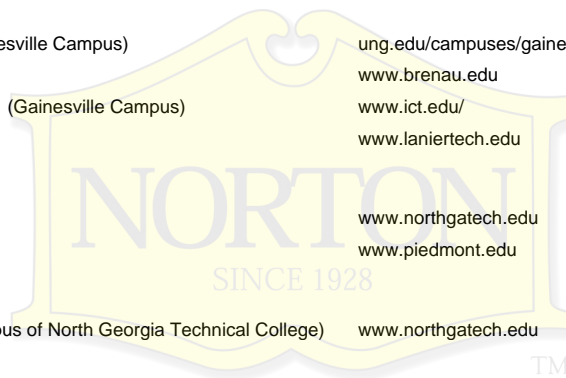 esville Campus) ung.edu/campuses/gaine
www.brenau.edu
(Gainesville Campus) www.ict.edu/
www.laniertech.edu
NORTON
www.northgatech.edu
www.piedmont.edu
SINCE 1928
ous of North Georgia Technical College) www.northgatech.edu
TM